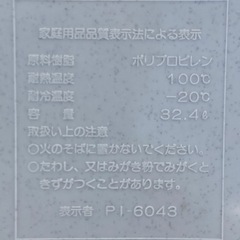 家庭用品品質表示法による表示
原料樹脂 ポリプロピレン
耐熱温度 100℃
耐冷温度 -20℃
容量 32.4ℓ
取扱い上の注意
○火のそばに置かないでください。
○たわし、又はみがき粉でみがくと
きずがつくことがあります。
表示者 PI-6043